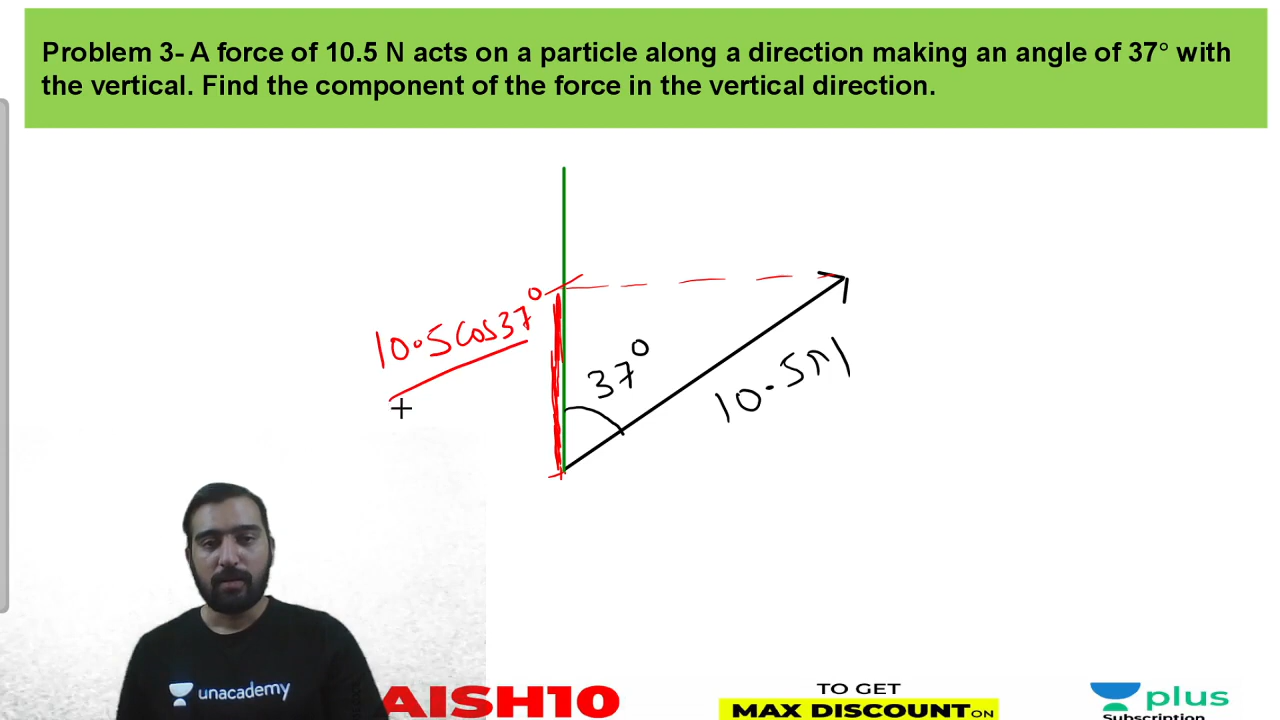 Problem 3- A force of 10.5 N acts on a particle along a direction making an angle of 37° with
the vertical. Find the component of the force in the vertical direction.
10.5 cos37°
37°
10.5N
unacademy
AISH10
TO GET
MAX DISCOUNT ON
plus
Subscription